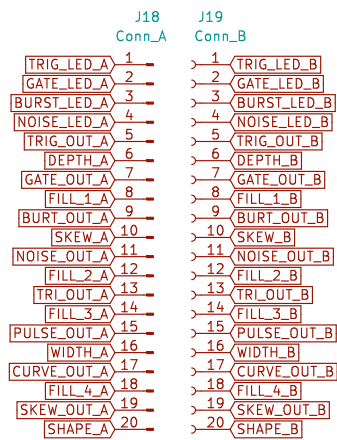 J18 J19
Conn_A Conn_B
TRIG_LED_A 1 1 TRIG_LED_B
GATE_LED_A 2 2 GATE_LED_B
BURST_LED_A 3 3 BURST_LED_B
NOISE_LED_A 4 4 NOISE_LED_B
TRIG_OUT_A 5 5 TRIG_OUT_B
DEPTH_A 6 6 DEPTH_B
GATE_OUT_A 7 7 GATE_OUT_B
FILL_1_A 8 8 FILL_1_B
BURT_OUT_A 9 9 BURT_OUT_B
SKEW_A 10 10 SKEW_B
NOISE_OUT_A 11 11 NOISE_OUT_B
FILL_2_A 12 12 FILL_2_B
TRI_OUT_A 13 13 TRI_OUT_B
FILL_3_A 14 14 FILL_3_B
PULSE_OUT_A 15 15 PULSE_OUT_B
WIDTH_A 16 16 WIDTH_B
CURVE_OUT_A 17 17 CURVE_OUT_B
FILL_4_A 18 18 FILL_4_B
SKEW_OUT_A 19 19 SKEW_OUT_B
SHAPE_A 20 20 SHAPE_B